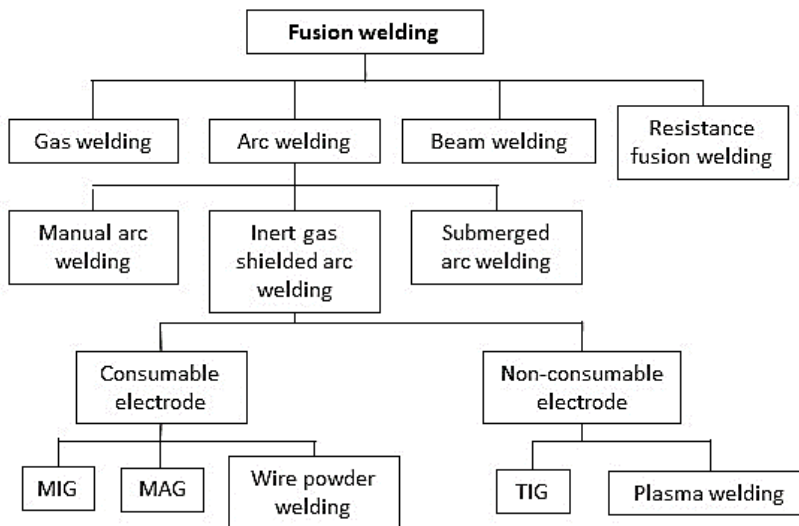 Fusion welding
Gas welding
Arc welding
Beam welding
Resistance
fusion welding
Manual arc
welding
Inert gas
shielded arc
welding
Submerged
arc welding
Consumable
electrode
Non-consumable
electrode
MIG
MAG
Wire powder
welding
TIG
Plasma welding